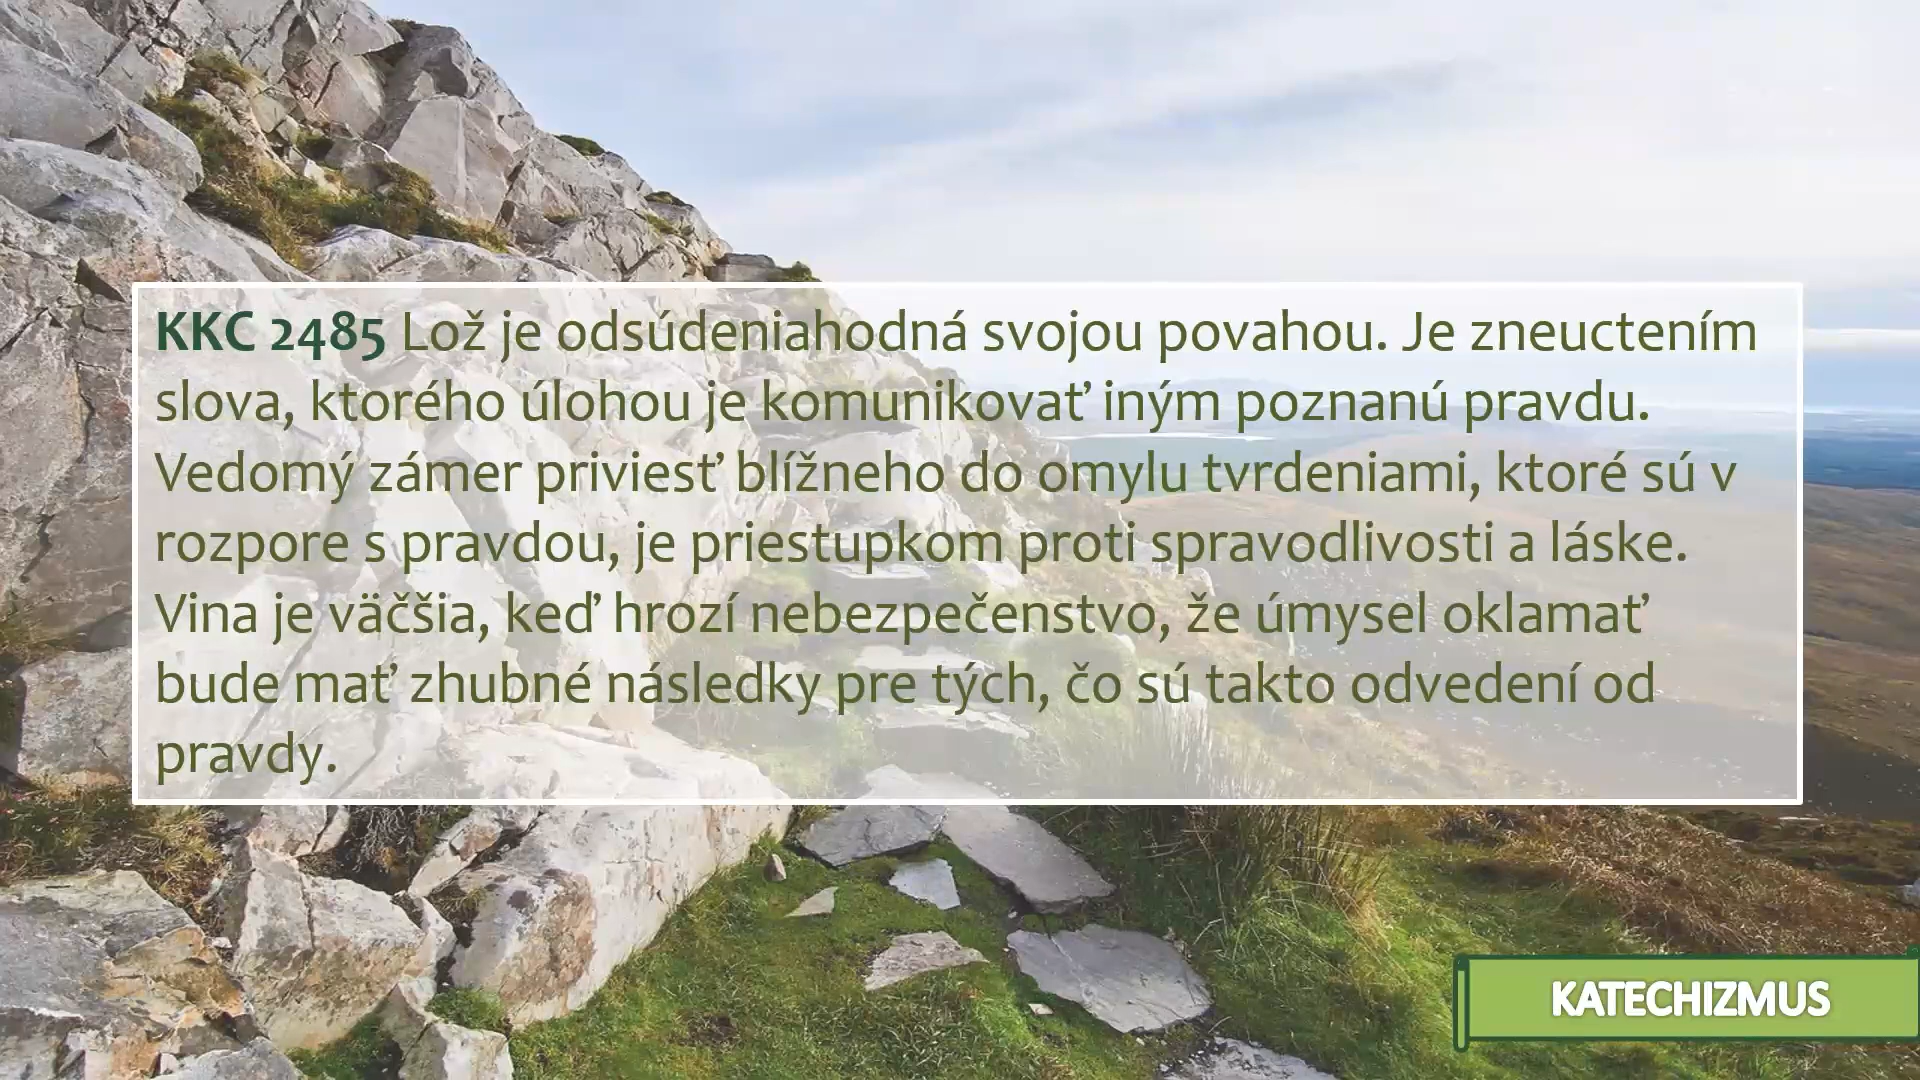 KKC 2485 Lož je odsúdeniahodná svojou povahou. Je zneuctením
slova, ktorého úlohou je komunikovať iným poznanú pravdu.
Vedomý zámer priviesť blížneho do omylu tvrdeniami, ktoré sú v
rozpore s pravdou, je priestupkom proti spravodlivosti a láske.
Vina je väčšia, keď hrozí nebezpečenstvo, že úmysel oklamať
bude mať zhubné následky pre tých, čo sú takto odvedení od
pravdy.
KATECHIZMUS